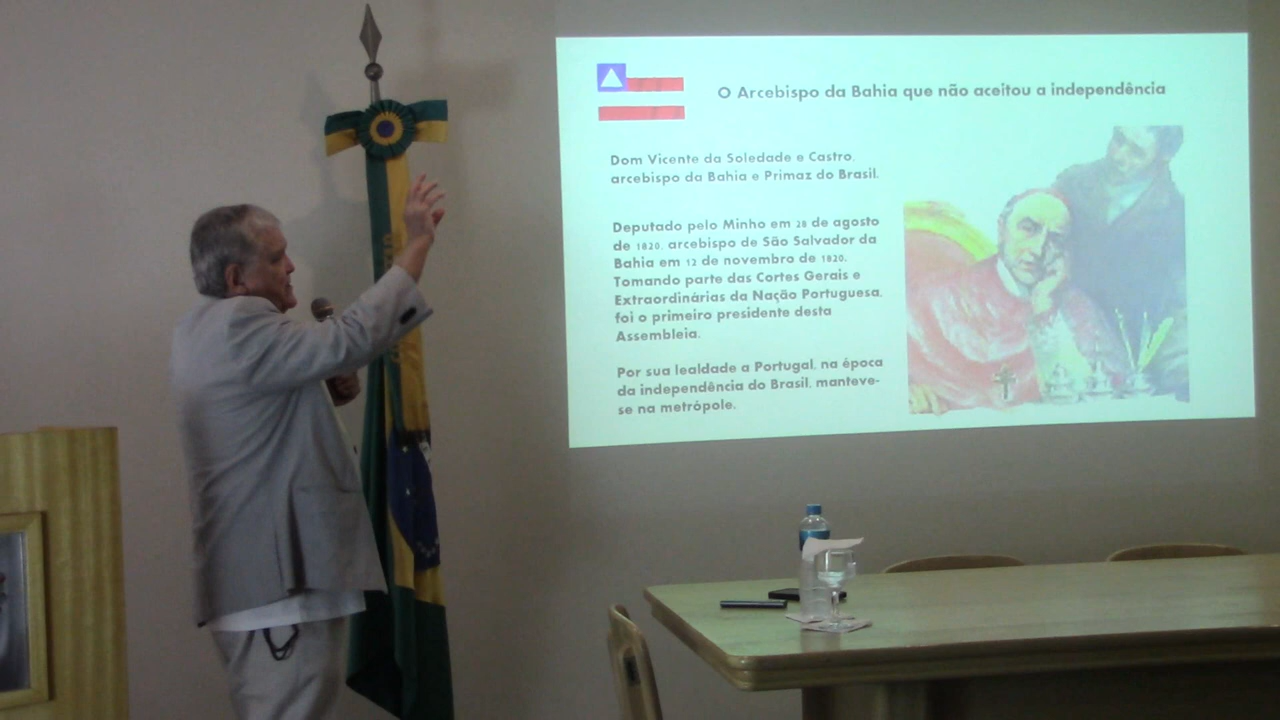 O Arcebispo da Bahia que não aceitou a independência
Dom Vicente da Soledade e Castro,
arcebispo da Bahia e Primaz do Brasil.
Deputado pelo Minho em 28 de agosto
de 1820, arcebispo de São Salvador da
Bahia em 12 de novembro de 1820.
Tomando parte das Cortes Gerais e
Extraordinárias da Nação Portuguesa,
foi o primeiro presidente desta
Assembleia.
Por sua lealdade a Portugal, na época
da independência do Brasil, manteve-
se na metrópole.